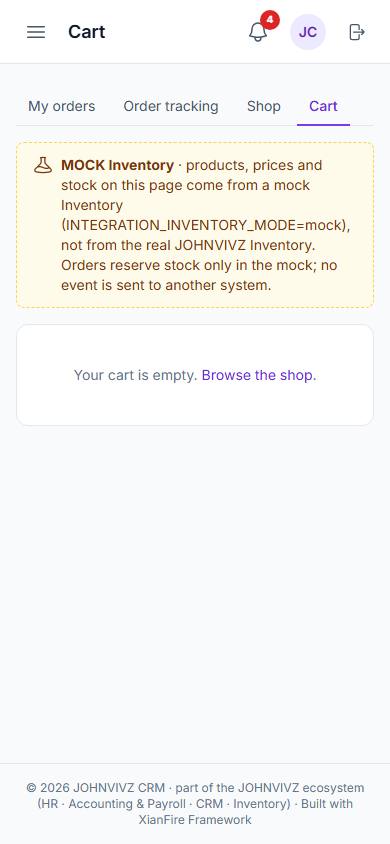 Cart
4
JC
My orders
Order tracking
Shop
Cart
MOCK Inventory · products, prices and
stock on this page come from a mock
Inventory
(INTEGRATION_INVENTORY_MODE=mock),
not from the real JOHNVIVZ Inventory.
Orders reserve stock only in the mock; no
event is sent to another system.
Your cart is empty. Browse the shop.
© 2026 JOHNVIVZ CRM · part of the JOHNVIVZ ecosystem
(HR · Accounting & Payroll · CRM · Inventory) · Built with
XianFire Framework